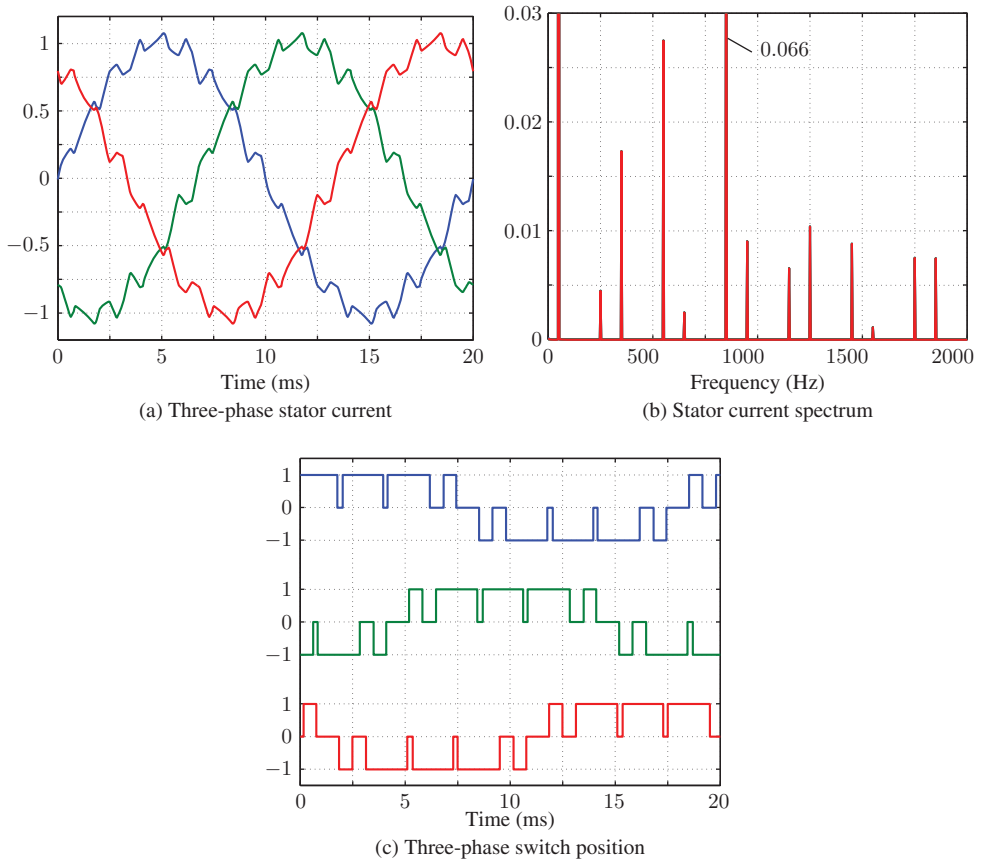 1
0.5
0
−0.5
−1
0 5 10 15 20
Time (ms)
(a) Three-phase stator current
0.03
0.066
0.02
0.01
0
0 500 1000 1500 2000
Frequency (Hz)
(b) Stator current spectrum
1
0
−1
1
0
−1
1
0
−1
0 5 10 15 20
Time (ms)
(c) Three-phase switch position